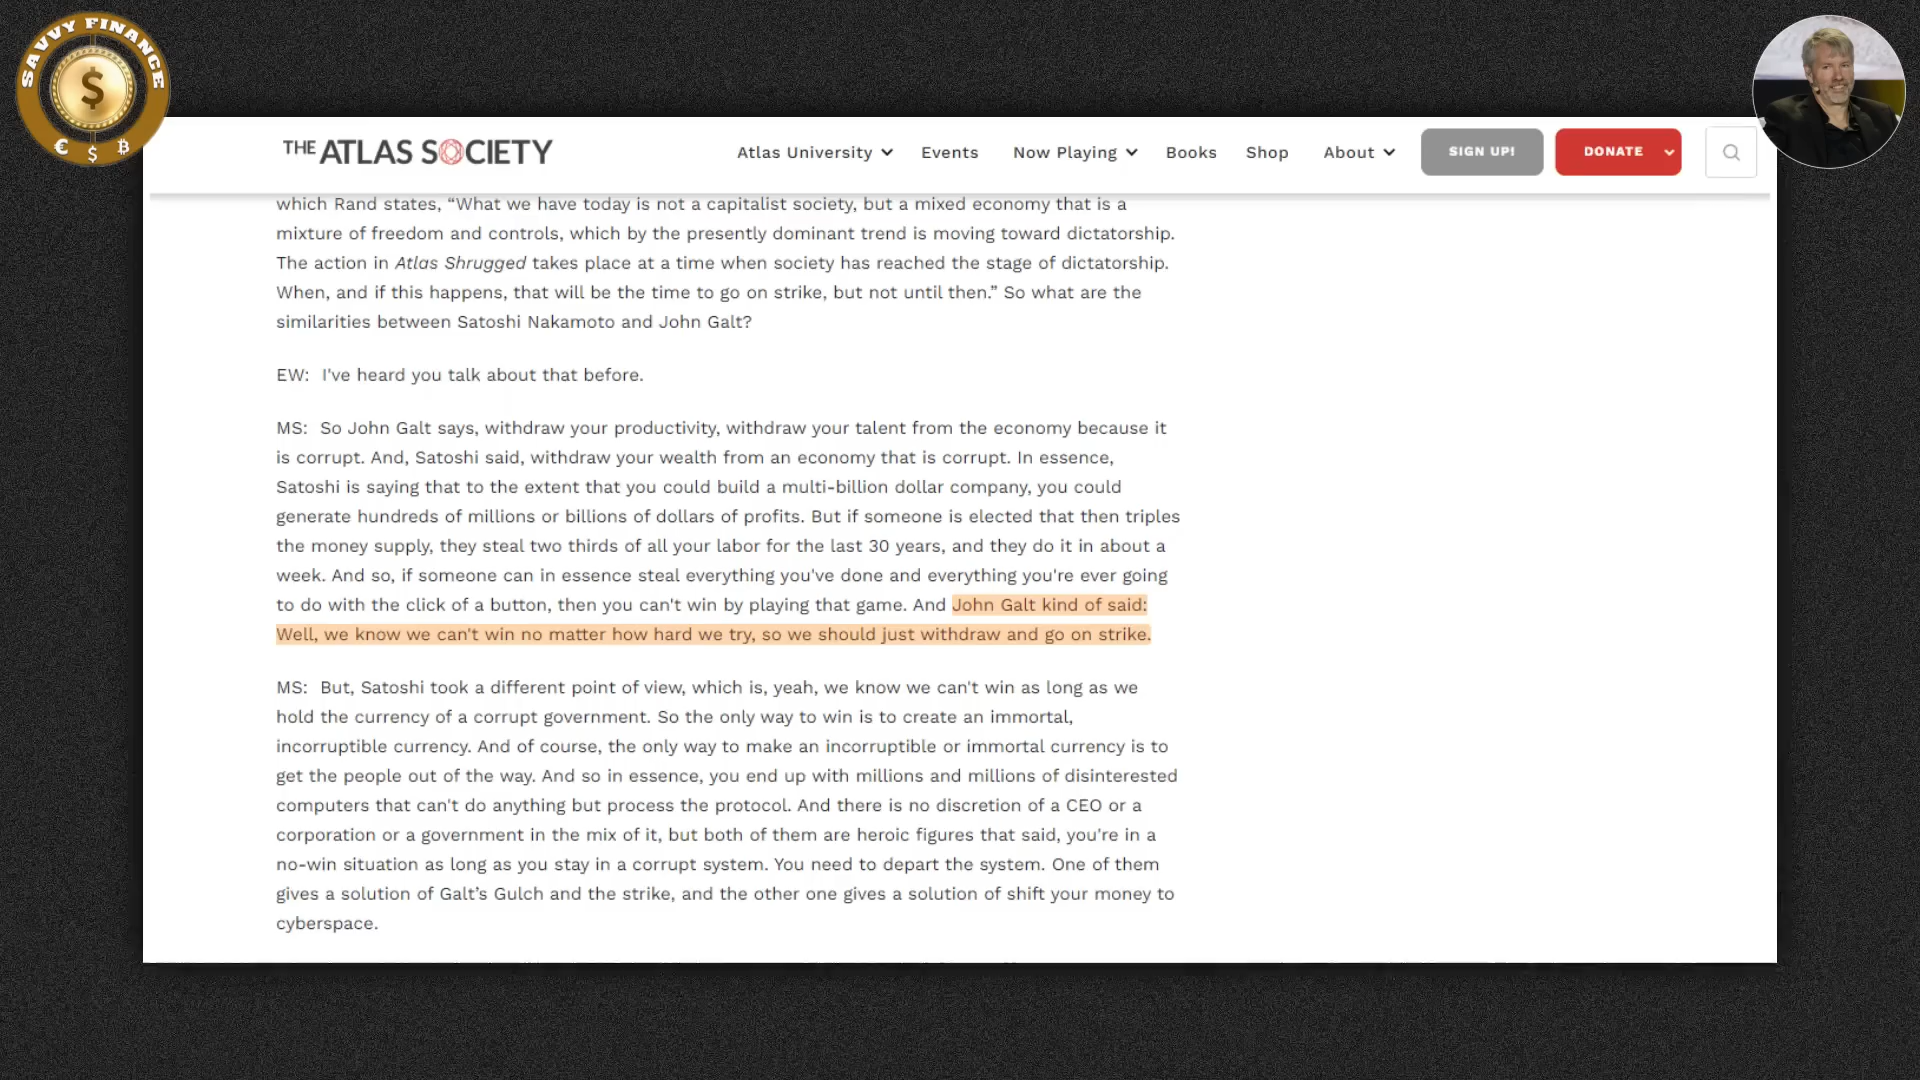 SAVVY FINANCE
$
€ $ ₿
THE ATLAS SOCIETY
Atlas University
Events
Now Playing
Books
Shop
About
SIGN UP!
DONATE
which Rand states, “What we have today is not a capitalist society, but a mixed economy that is a
mixture of freedom and controls, which by the presently dominant trend is moving toward dictatorship.
The action in Atlas Shrugged takes place at a time when society has reached the stage of dictatorship.
When, and if this happens, that will be the time to go on strike, but not until then.” So what are the
similarities between Satoshi Nakamoto and John Galt?
EW:  I've heard you talk about that before.
MS:  So John Galt says, withdraw your productivity, withdraw your talent from the economy because it
is corrupt. And, Satoshi said, withdraw your wealth from an economy that is corrupt. In essence,
Satoshi is saying that to the extent that you could build a multi-billion dollar company, you could
generate hundreds of millions or billions of dollars of profits. But if someone is elected that then triples
the money supply, they steal two thirds of all your labor for the last 30 years, and they do it in about a
week. And so, if someone can in essence steal everything you've done and everything you're ever going
to do with the click of a button, then you can't win by playing that game. And John Galt kind of said:
Well, we know we can't win no matter how hard we try, so we should just withdraw and go on strike.
MS:  But, Satoshi took a different point of view, which is, yeah, we know we can't win as long as we
hold the currency of a corrupt government. So the only way to win is to create an immortal,
incorruptible currency. And of course, the only way to make an incorruptible or immortal currency is to
get the people out of the way. And so in essence, you end up with millions and millions of disinterested
computers that can't do anything but process the protocol. And there is no discretion of a CEO or a
corporation or a government in the mix of it, but both of them are heroic figures that said, you're in a
no-win situation as long as you stay in a corrupt system. You need to depart the system. One of them
gives a solution of Galt’s Gulch and the strike, and the other one gives a solution of shift your money to
cyberspace.